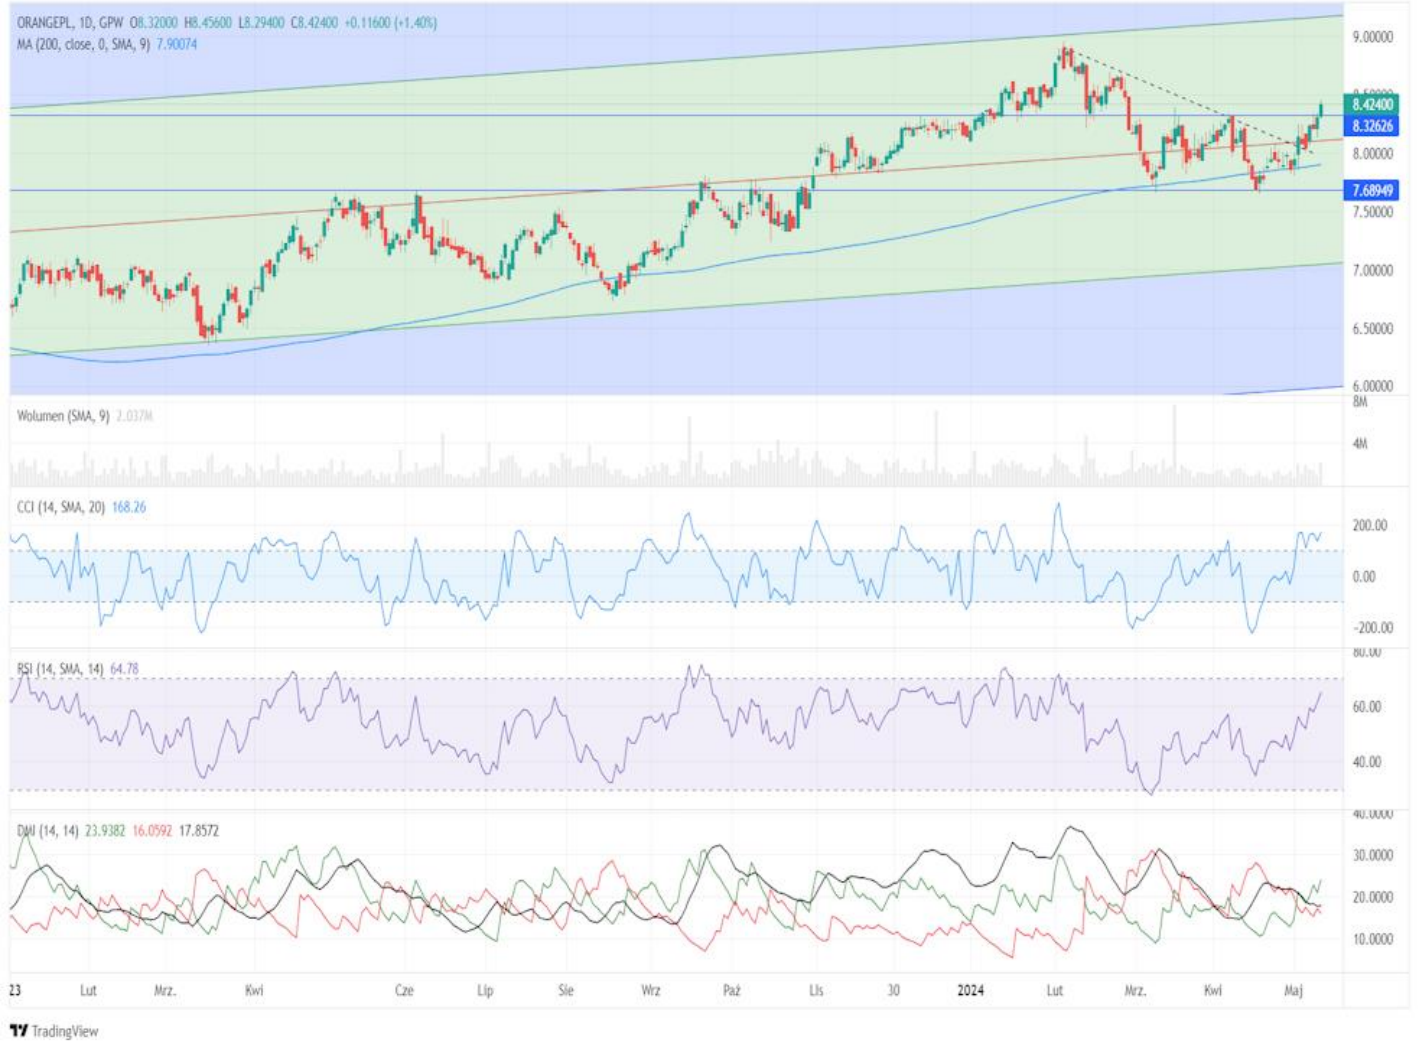 ORANGEPL, 1D, GPW O8.32000 H8.45600 L8.29400 C8.42400 +0.11600 (+1.40%)
MA (200, close, 0, SMA, 9) 7.90074
9.00000
8.50000
8.42400
8.32626
8.00000
7.68949
7.50000
7.00000
6.50000
6.00000
Wolumen (SMA, 9) 2.037M
8M
4M
CCI (14, SMA, 20) 168.26
200.00
0.00
-200.00
RSI (14, SMA, 14) 64.78
80.00
60.00
40.00
DMI (14, 14) 23.9382 16.0592 17.8572
40.0000
30.0000
20.0000
10.0000
23 Lut Mrz. Kwi Cze Lip Sie Wrz Paź Lis 30 2024 Lut Mrz. Kwi Maj
TradingView